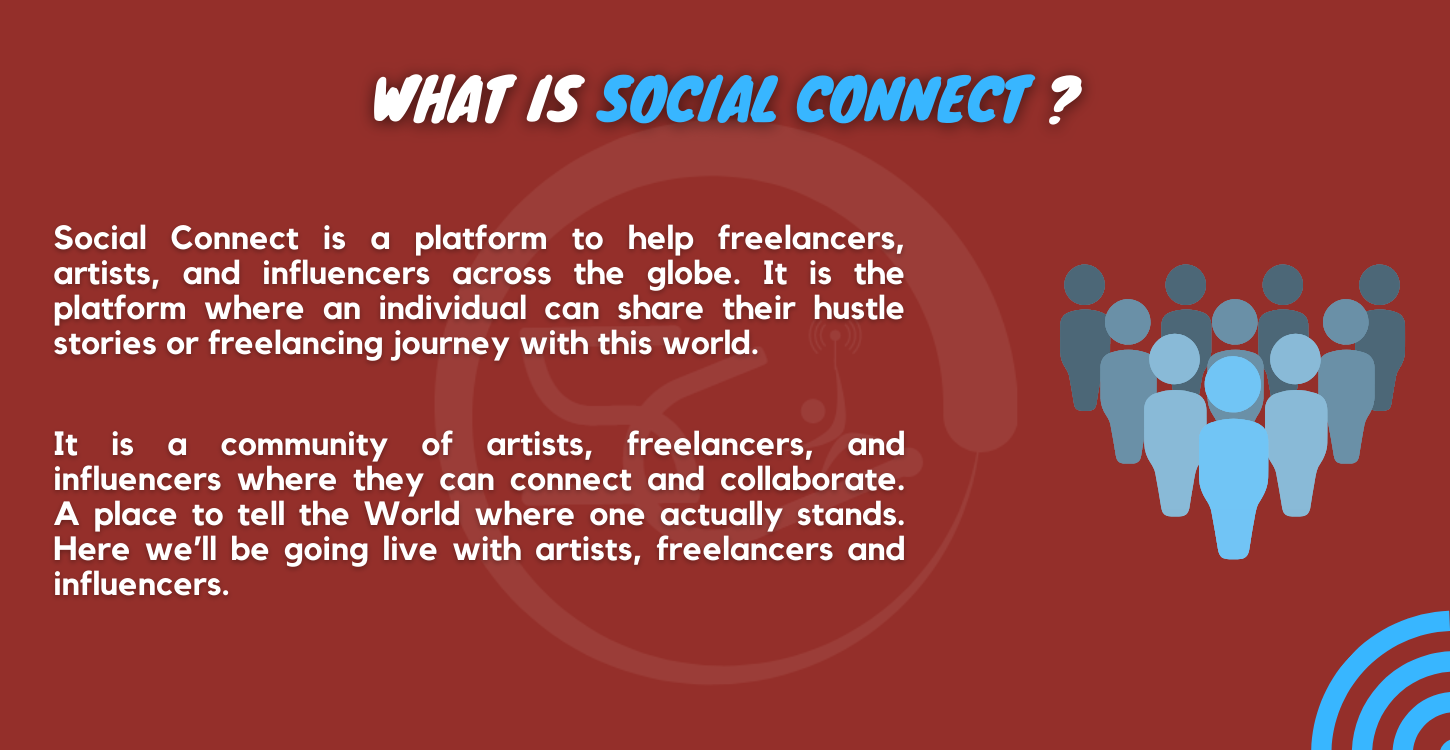 WHAT IS SOCIAL CONNECT ?
Social Connect is a platform to help freelancers,
artists, and influencers across the globe. It is the
platform where an individual can share their hustle
stories or freelancing journey with this world.
It is a community of artists, freelancers, and
influencers where they can connect and collaborate.
A place to tell the World where one actually stands.
Here we’ll be going live with artists, freelancers and
influencers.